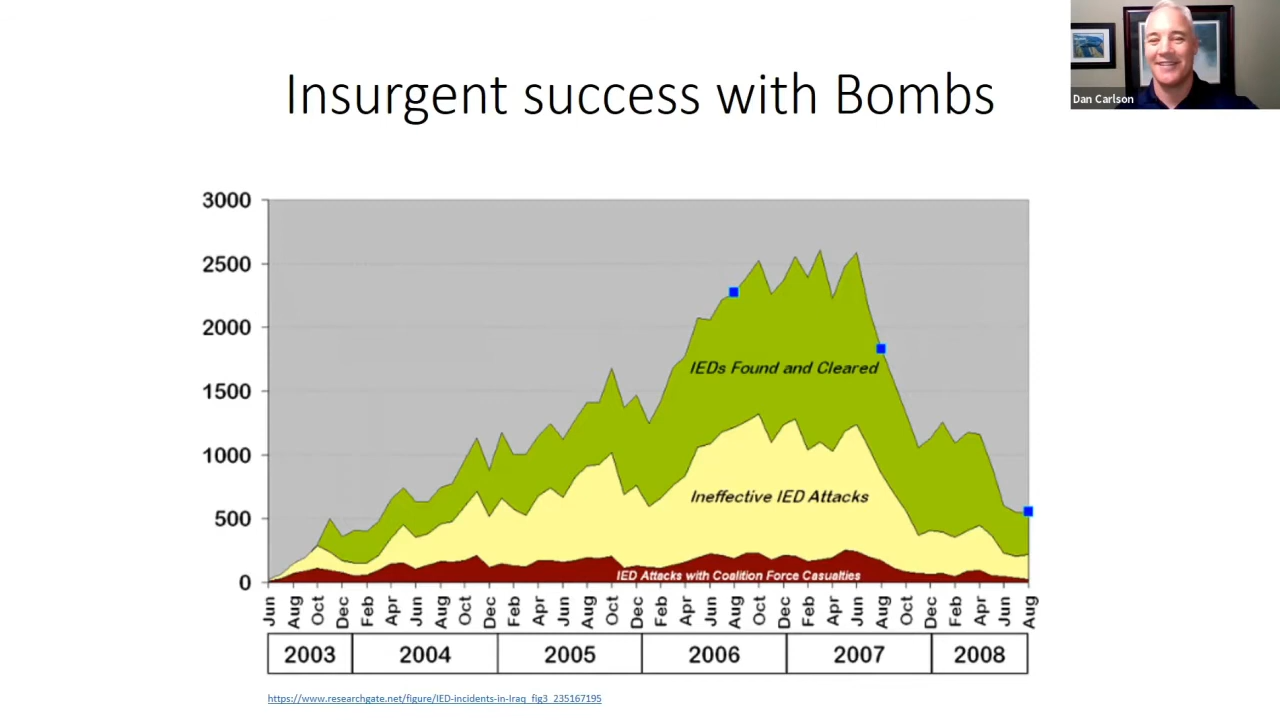 Insurgent success with Bombs
Dan Carlson
3000
2500
2000
1500
1000
500
0
IEDs Found and Cleared
Ineffective IED Attacks
IED Attacks with Coalition Force Casualties
Jun Aug Oct Dec Feb Apr Jun Aug Oct Dec Feb Apr Jun Aug Oct Dec Feb Apr Jun Aug Oct Dec Feb Apr Jun Aug Oct Dec Feb Apr Jun Aug
2003 2004 2005 2006 2007 2008
https://www.researchgate.net/figure/IED-incidents-in-Iraq_fig3_235167195